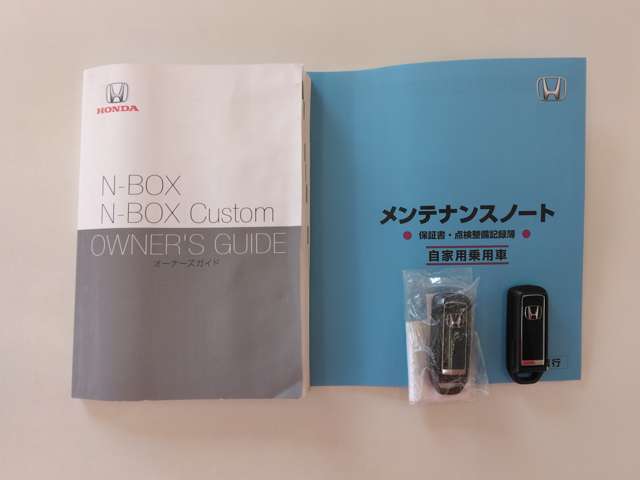 HONDA
N-BOX
N-BOX Custom
OWNER'S GUIDE
オーナーズガイド
メンテナンスノート
保証書・点検整備記録簿
自家用乗用車
行